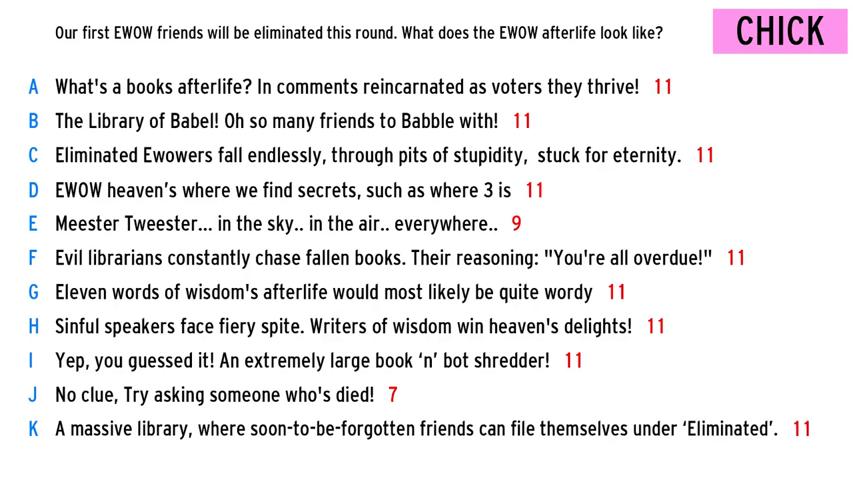 Our first EWOW friends will be eliminated this round. What does the EWOW afterlife look like?
CHICK
A What's a books afterlife? In comments reincarnated as voters they thrive! 11
B The Library of Babel! Oh so many friends to Babble with! 11
C Eliminated Ewowers fall endlessly, through pits of stupidity,  stuck for eternity. 11
D EWOW heaven’s where we find secrets, such as where 3 is 11
E Meester Tweester... in the sky.. in the air.. everywhere.. 9
F Evil librarians constantly chase fallen books. Their reasoning: "You're all overdue!" 11
G Eleven words of wisdom's afterlife would most likely be quite wordy 11
H Sinful speakers face fiery spite. Writers of wisdom win heaven's delights! 11
I Yep, you guessed it! An extremely large book ‘n’ bot shredder! 11
J No clue, Try asking someone who's died! 7
K A massive library, where soon-to-be-forgotten friends can file themselves under ‘Eliminated’. 11